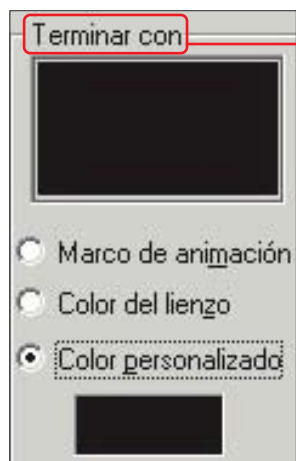 Terminar con
Marco de animación
Color del lienzo
Color personalizado